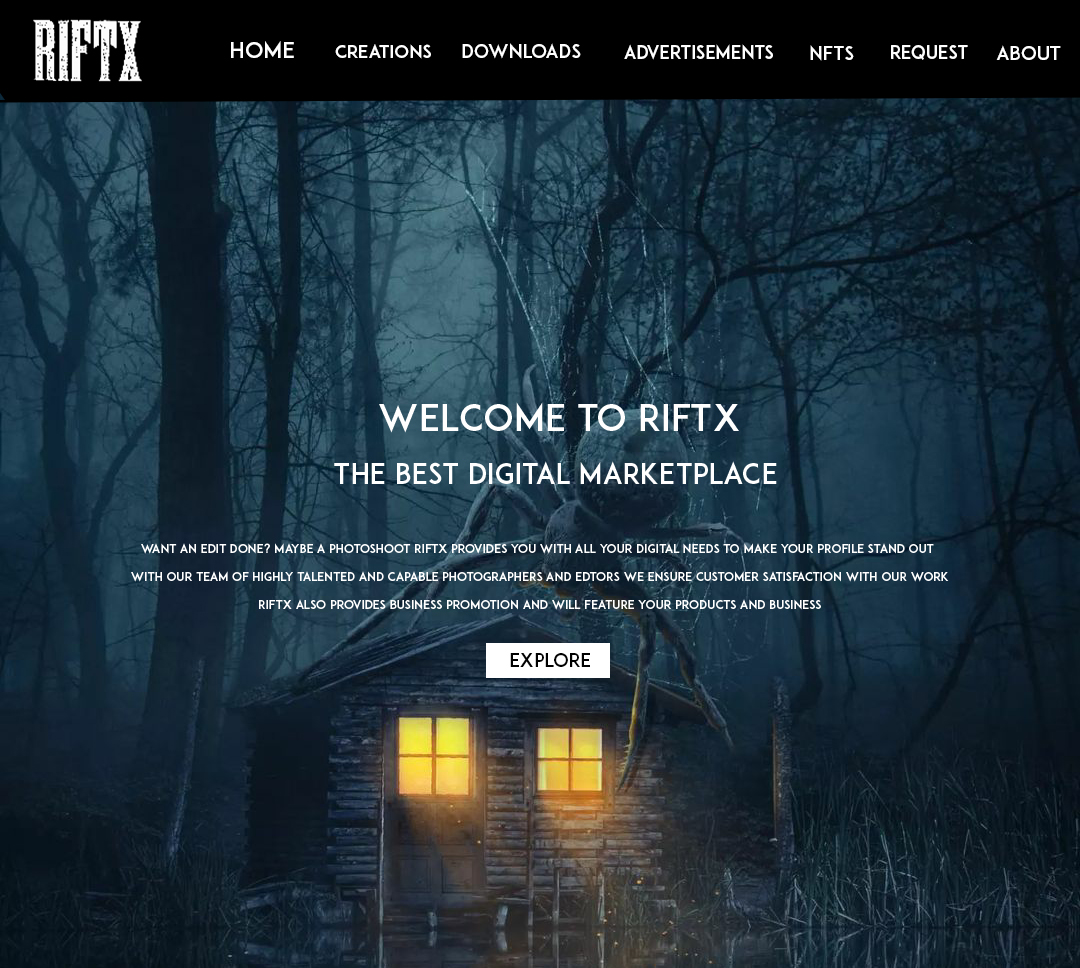 RIFTX
HOME CREATIONS DOWNLOADS ADVERTISEMENTS NFTS REQUEST ABOUT
WELCOME TO RIFTX
THE BEST DIGITAL MARKETPLACE
WANT AN EDIT DONE? MAYBE A PHOTOSHOOT RIFTX PROVIDES YOU WITH ALL YOUR DIGITAL NEEDS TO MAKE YOUR PROFILE STAND OUT
WITH OUR TEAM OF HIGHLY TALENTED AND CAPABLE PHOTOGRAPHERS AND EDTORS WE ENSURE CUSTOMER SATISFACTION WITH OUR WORK
RIFTX ALSO PROVIDES BUSINESS PROMOTION AND WILL FEATURE YOUR PRODUCTS AND BUSINESS
EXPLORE